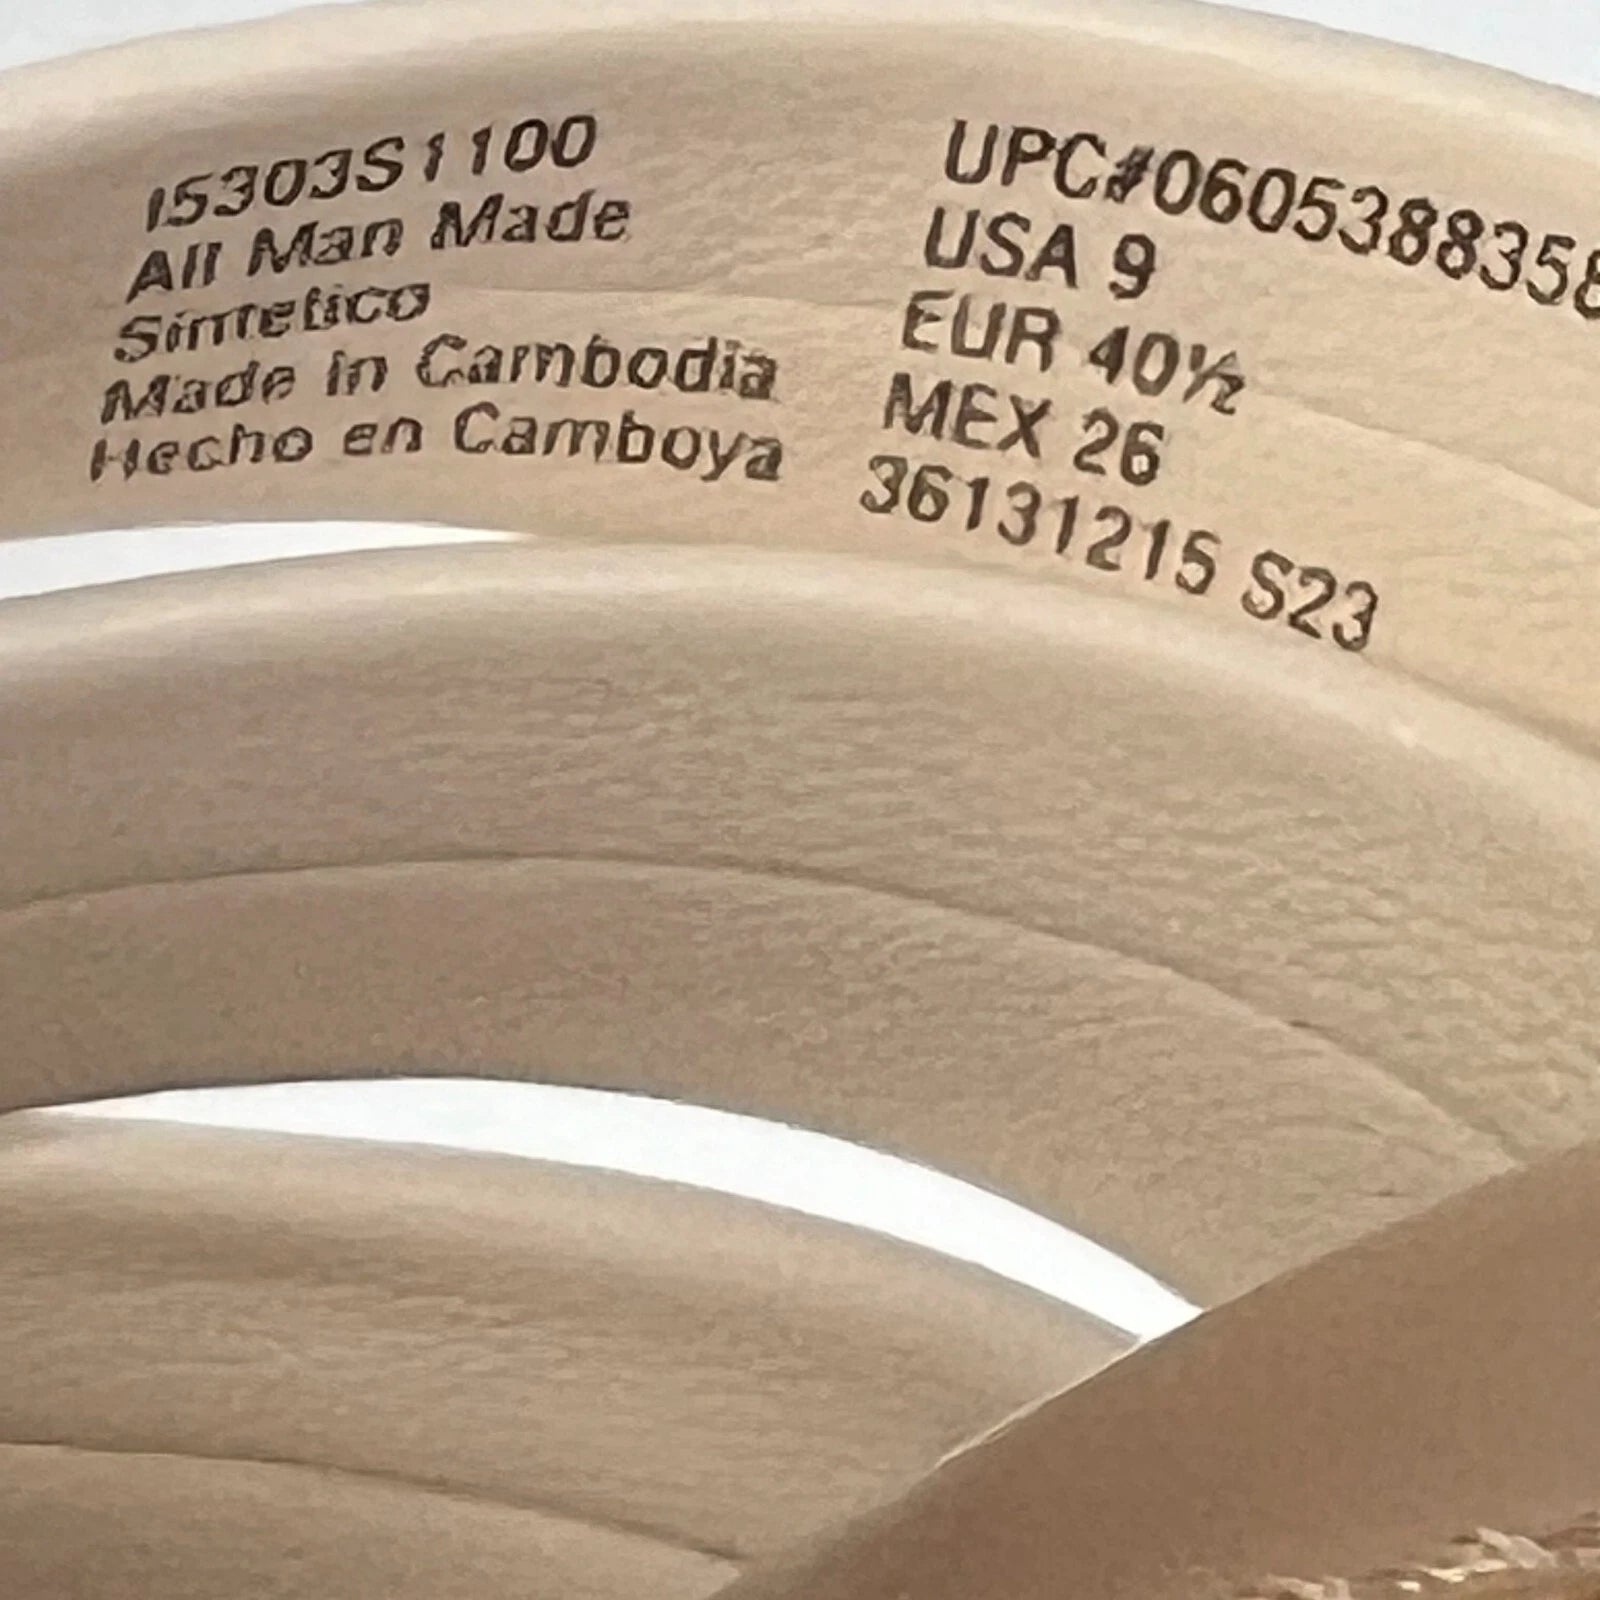 I5303S1100
All Man Made
Sintetico
Made in Cambodia
Hecho en Camboya
UPC#0605388358
USA 9
EUR 40½
MEX 26
36131215 S23